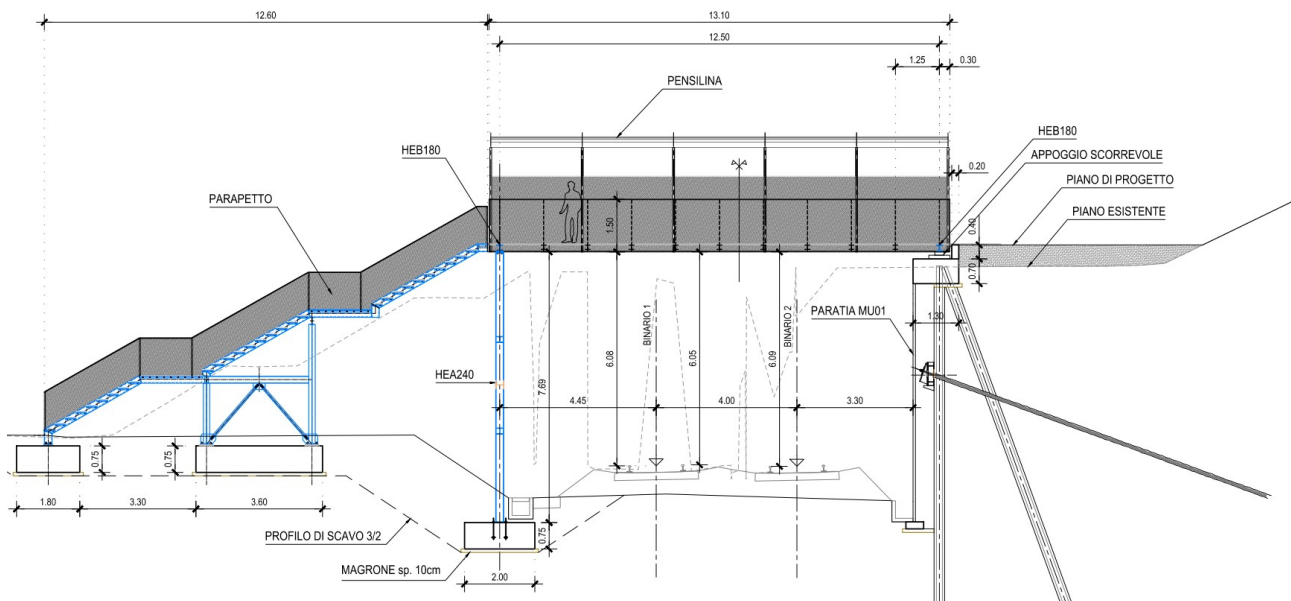 12.60
13.10
12.50
1.25
0.30
PENSILINA
HEB180
HEB180
APPOGGIO SCORREVOLE
0.20
PIANO DI PROGETTO
PARAPETTO
PIANO ESISTENTE
1.50
0.40
0.70
BINARIO 1
BINARIO 2
PARATIA MU01
1.30
6.08
6.05
6.09
HEA240
7.69
4.45
4.00
3.30
0.75
0.75
1.80
3.30
3.60
PROFILO DI SCAVO 3/2
0.75
MAGRONE sp. 10cm
2.00